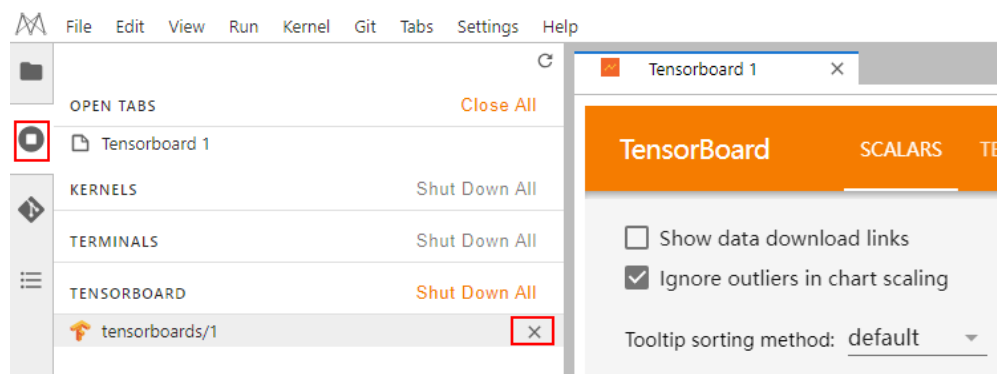 File Edit View Run Kernel Git Tabs Settings Help
OPEN TABS Close All
Tensorboard 1
KERNELS Shut Down All
TERMINALS Shut Down All
TENSORBOARD Shut Down All
tensorboards/1
Tensorboard 1
TensorBoard SCALARS TE
Show data download links
Ignore outliers in chart scaling
Tooltip sorting method: default